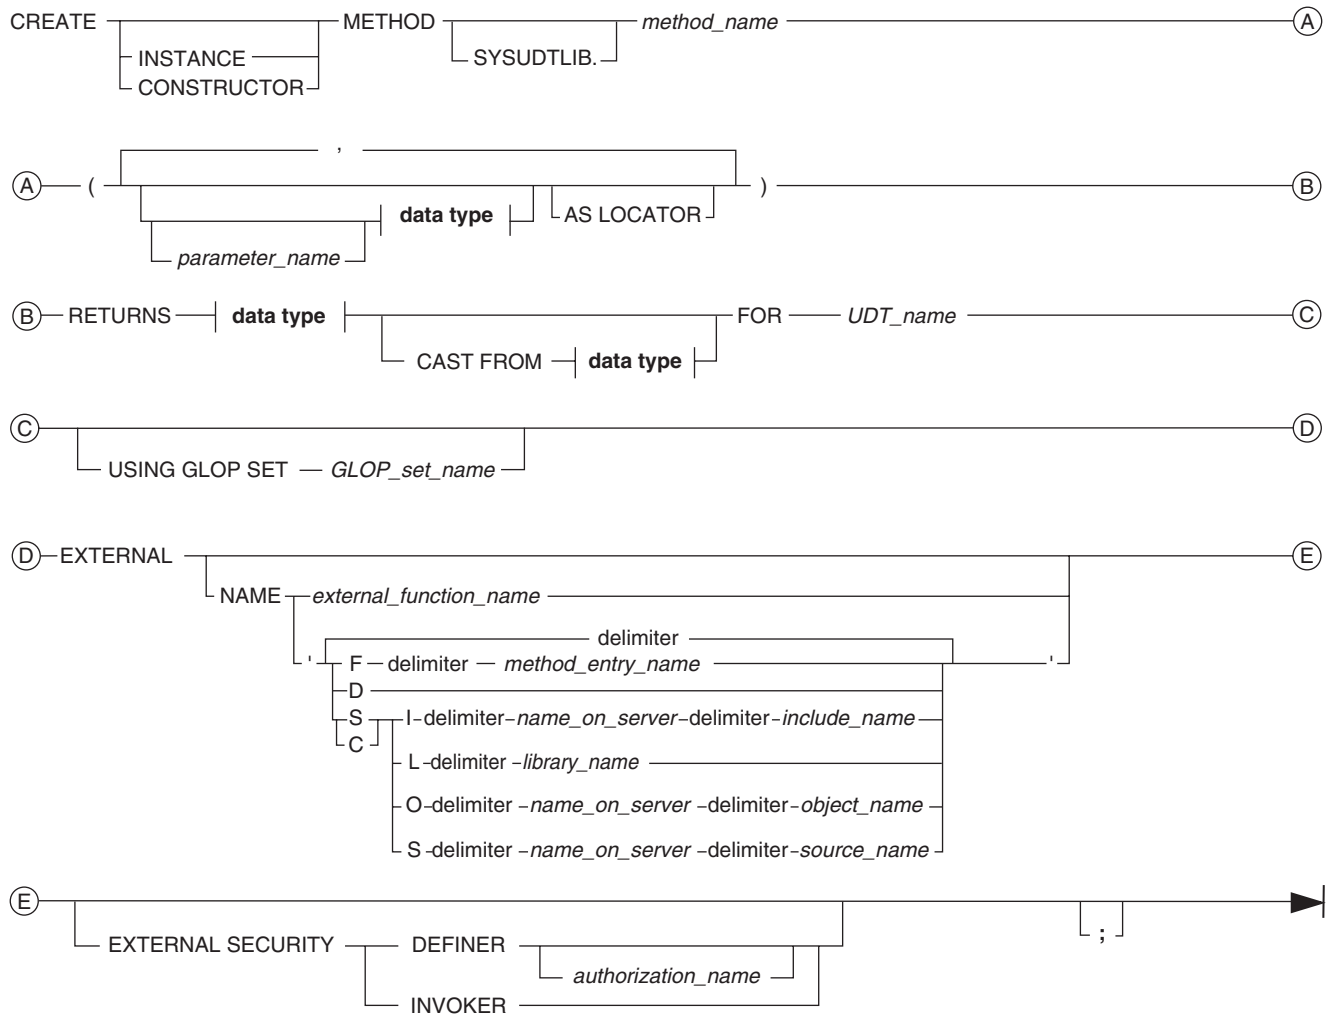 CREATE METHOD method_name A
INSTANCE SYSUDTLIB.
CONSTRUCTOR
,
A ( data type AS LOCATOR ) B
parameter_name
B RETURNS data type FOR UDT_name C
CAST FROM data type
C D
USING GLOP SET GLOP_set_name
D EXTERNAL E
NAME external_function_name
delimiter
' F delimiter method_entry_name '
D
S I-delimiter-name_on_server-delimiter-include_name
C
L-delimiter-library_name
O-delimiter-name_on_server-delimiter-object_name
S-delimiter-name_on_server-delimiter-source_name
E
EXTERNAL SECURITY DEFINER ;
authorization_name
INVOKER